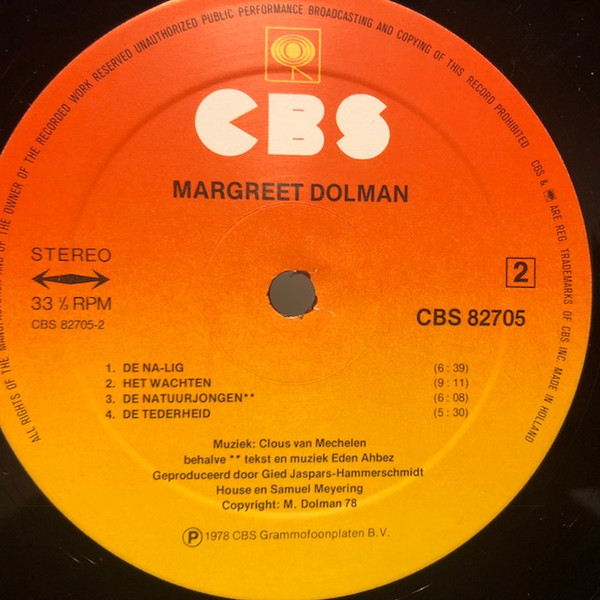 ALL RIGHTS OF THE MANUFACTURER AND OF THE OWNER OF THE RECORDED WORK RESERVED UNAUTHORIZED PUBLIC PERFORMANCE BROADCASTING AND COPYING OF THIS RECORD PROHIBITED
CBS & ARE REG. TRADEMARKS OF CBS INC. MADE IN HOLLAND
CBS
MARGREET DOLMAN
STEREO
33 ⅓ RPM
CBS 82705-2
2
CBS 82705
1. DE NA-LIG (6 : 39)
2. HET WACHTEN (9 : 11)
3. DE NATUURJONGEN** (6 : 08)
4. DE TEDERHEID (5 : 30)
Muziek: Clous van Mechelen
behalve ** tekst en muziek Eden Ahbez
Geproduceerd door Gied Jaspars-Hammerschmidt
House en Samuel Meyering
Copyright: M. Dolman 78
Ⓟ 1978 CBS Grammofoonplaten B.V.